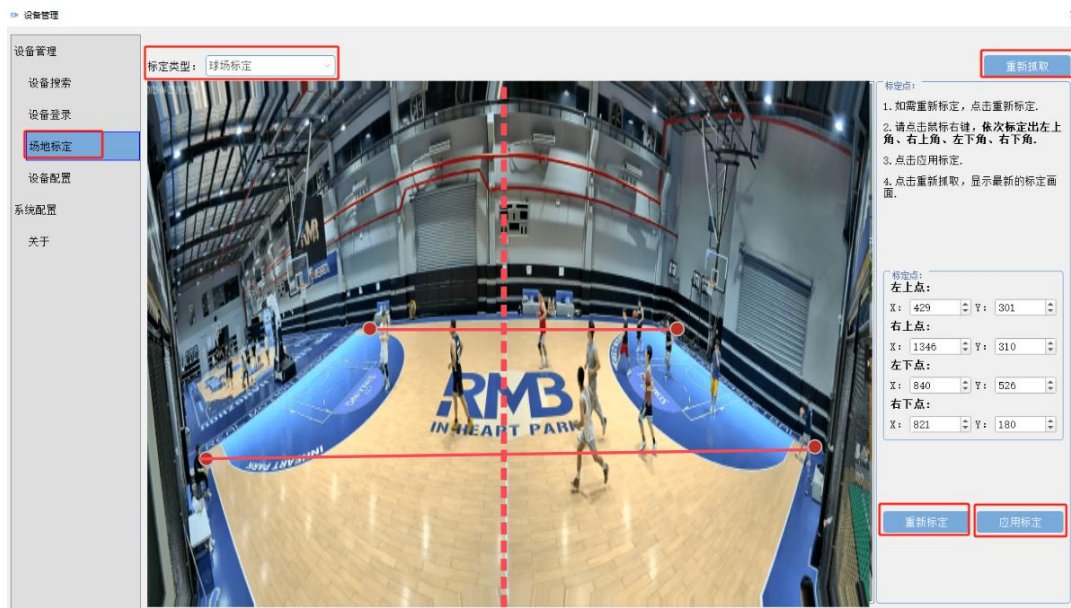 设备管理
设备管理
设备搜索
设备登录
场地标定
设备配置
系统配置
关于
标定类型：
球场标定
重新抓取
标定点：
1. 如需重新标定，点击重新标定.
2. 请点击鼠标右键，依次标定出左上
角、右上角、左下角、右下角.
3. 点击应用标定.
4. 点击重新抓取，显示最新的标定画
面.
标定点：
左上点：
X： 429 Y： 301
右上点：
X： 1346 Y： 310
左下点：
X： 840 Y： 526
右下点：
X： 821 Y： 180
重新标定
应用标定
RMB
RMB
IN HEART PARK
INHEART PARK